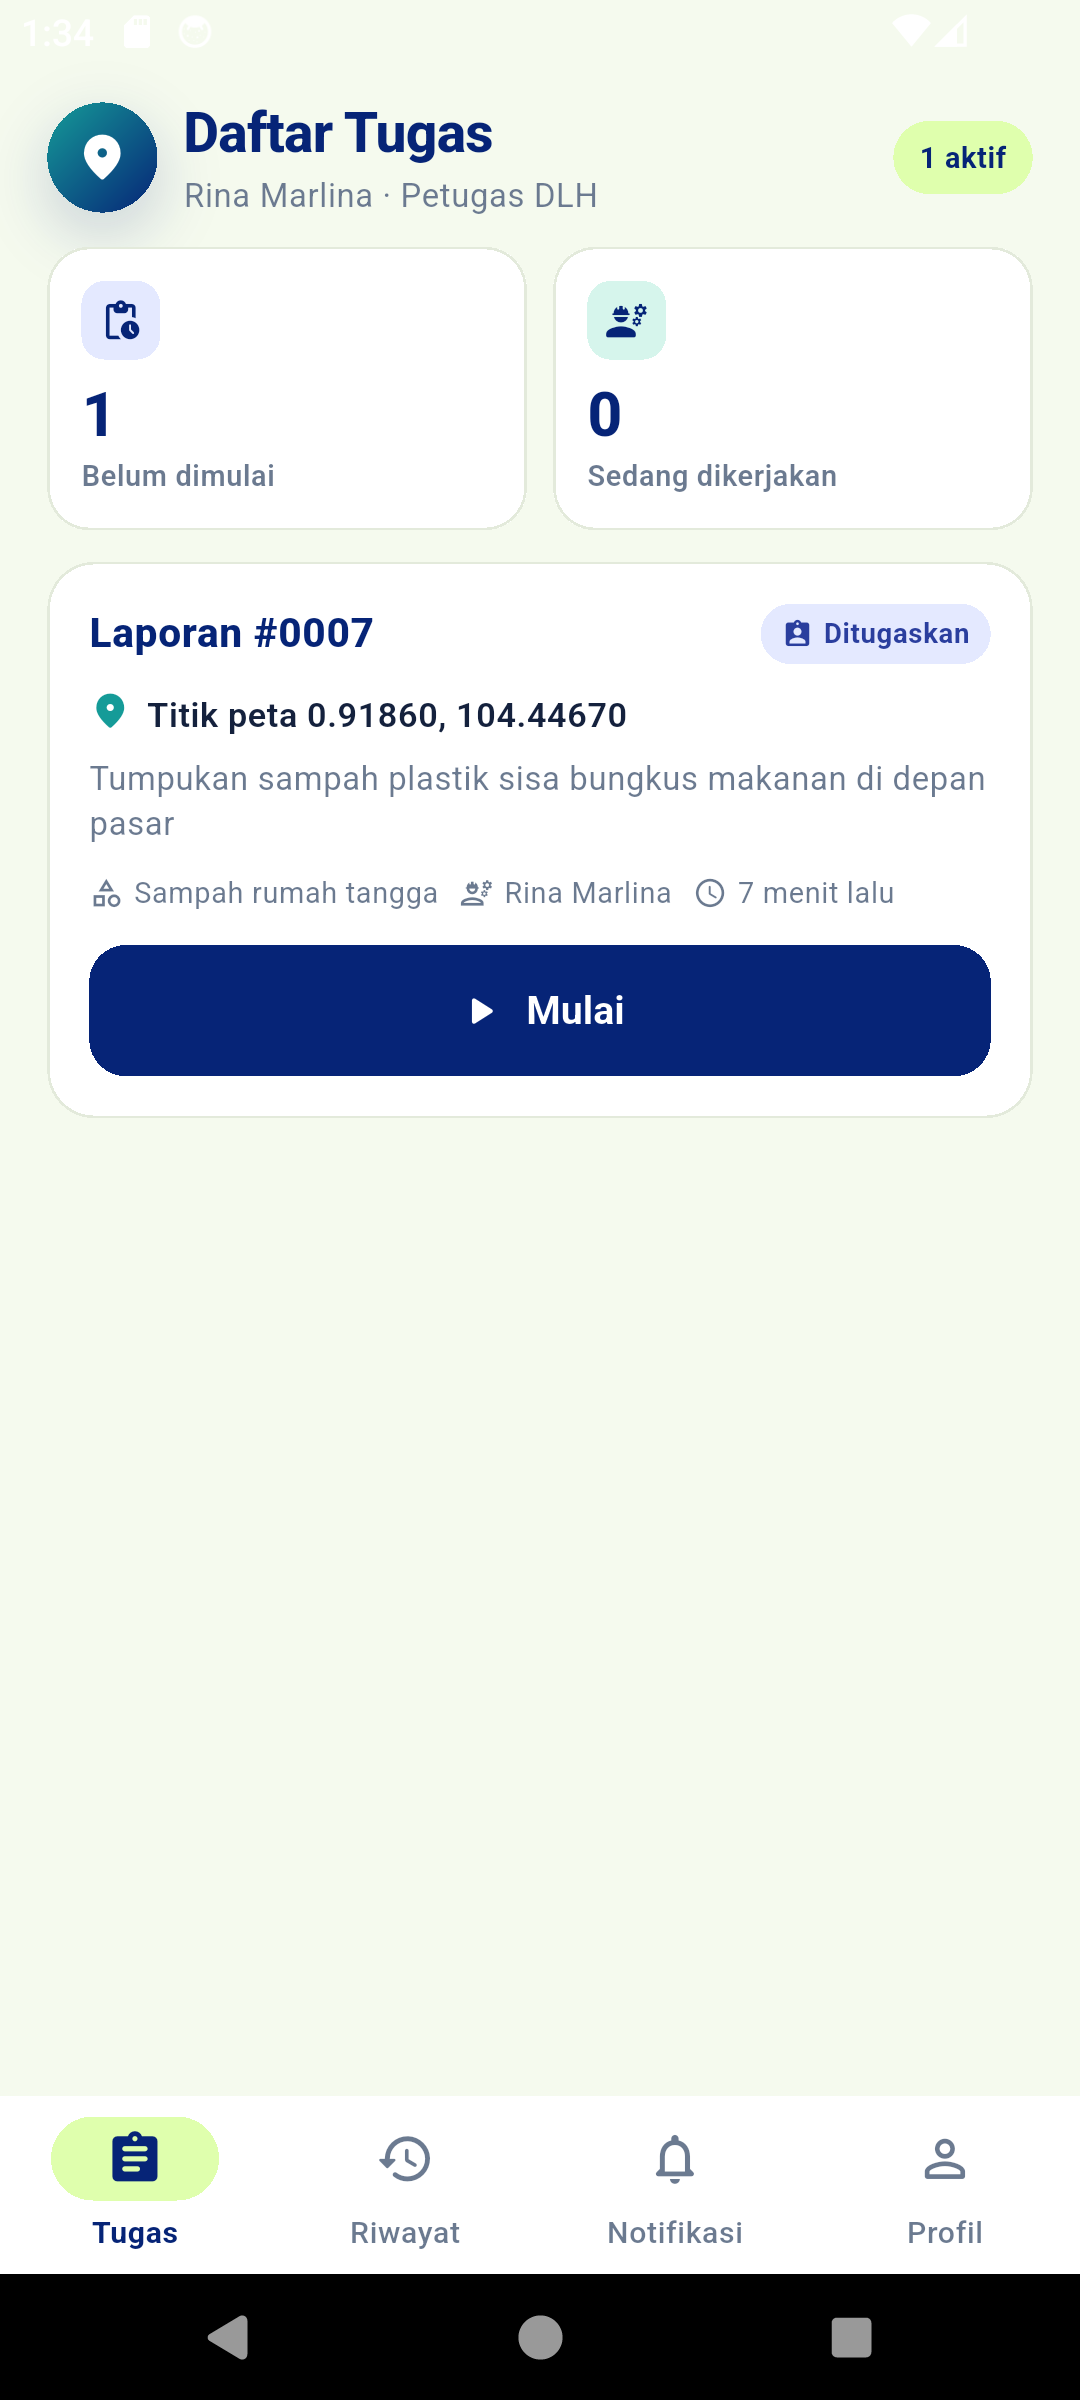 1:34
Daftar Tugas
Rina Marlina · Petugas DLH
1 aktif
1
Belum dimulai
0
Sedang dikerjakan
Laporan #0007
Ditugaskan
Titik peta 0.91860, 104.44670
Tumpukan sampah plastik sisa bungkus makanan di depan
pasar
Sampah rumah tangga
Rina Marlina
7 menit lalu
Mulai
Tugas
Riwayat
Notifikasi
Profil